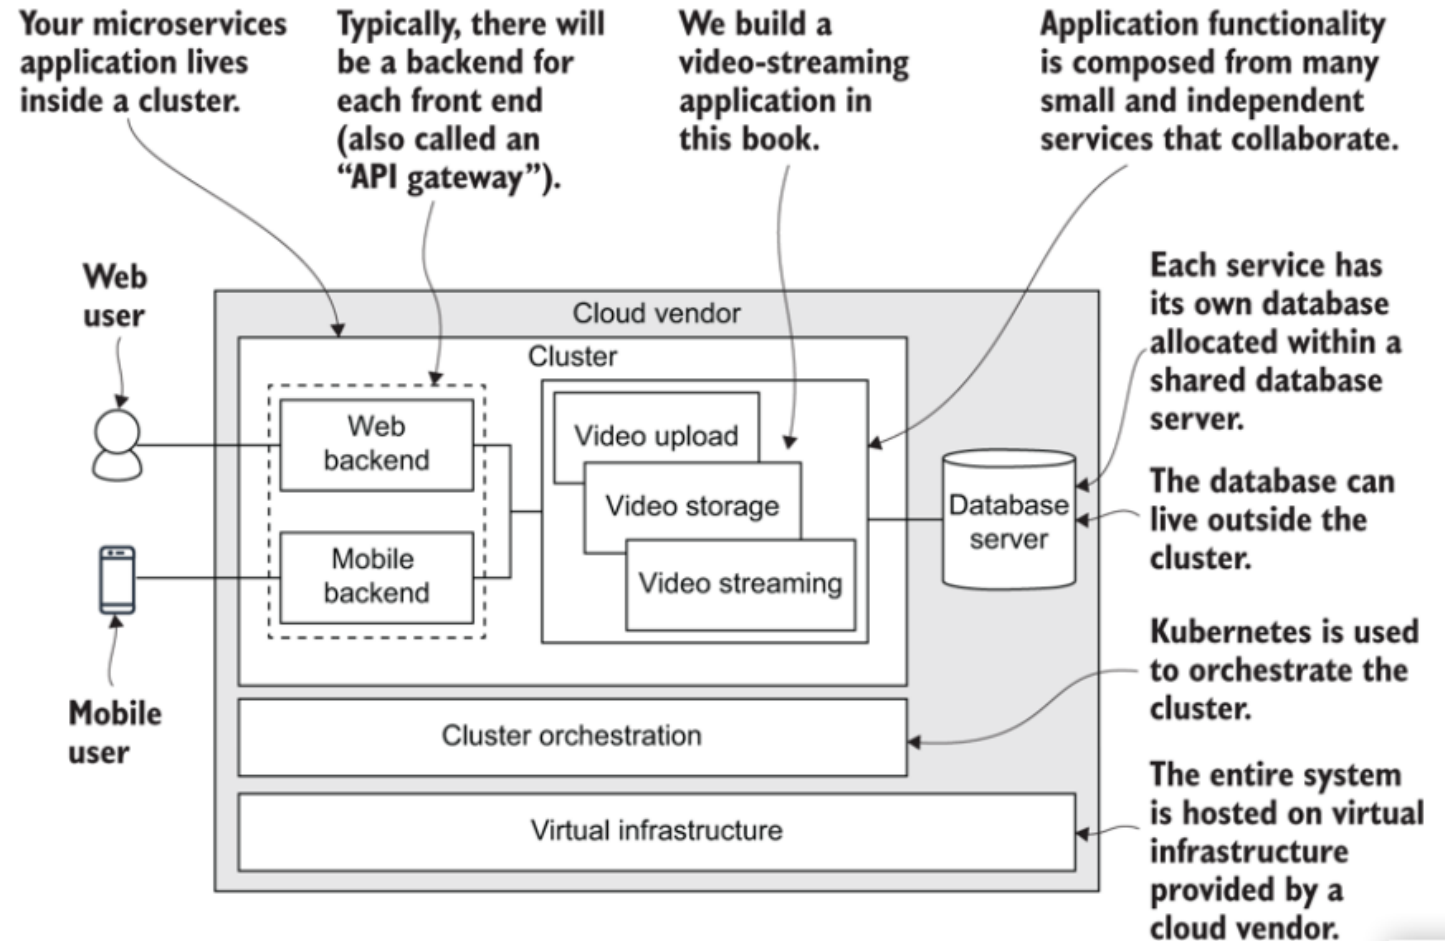 Your microservices
application lives
inside a cluster.
Typically, there will
be a backend for
each front end
(also called an
“API gateway”).
We build a
video-streaming
application in
this book.
Application functionality
is composed from many
small and independent
services that collaborate.
Web
user
Mobile
user
Cloud vendor
Cluster
Web
backend
Mobile
backend
Video upload
Video storage
Video streaming
Database
server
Cluster orchestration
Virtual infrastructure
Each service has
its own database
allocated within a
shared database
server.
The database can
live outside the
cluster.
Kubernetes is used
to orchestrate the
cluster.
The entire system
is hosted on virtual
infrastructure
provided by a
cloud vendor.